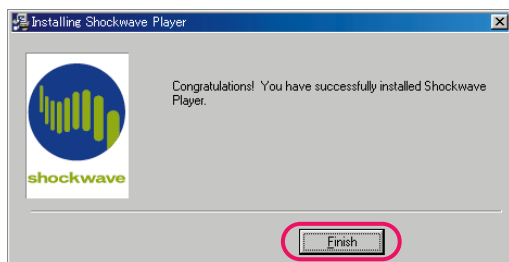 Installing Shockwave Player
Congratulations! You have successfully installed Shockwave
Player.
shockwave
Finish